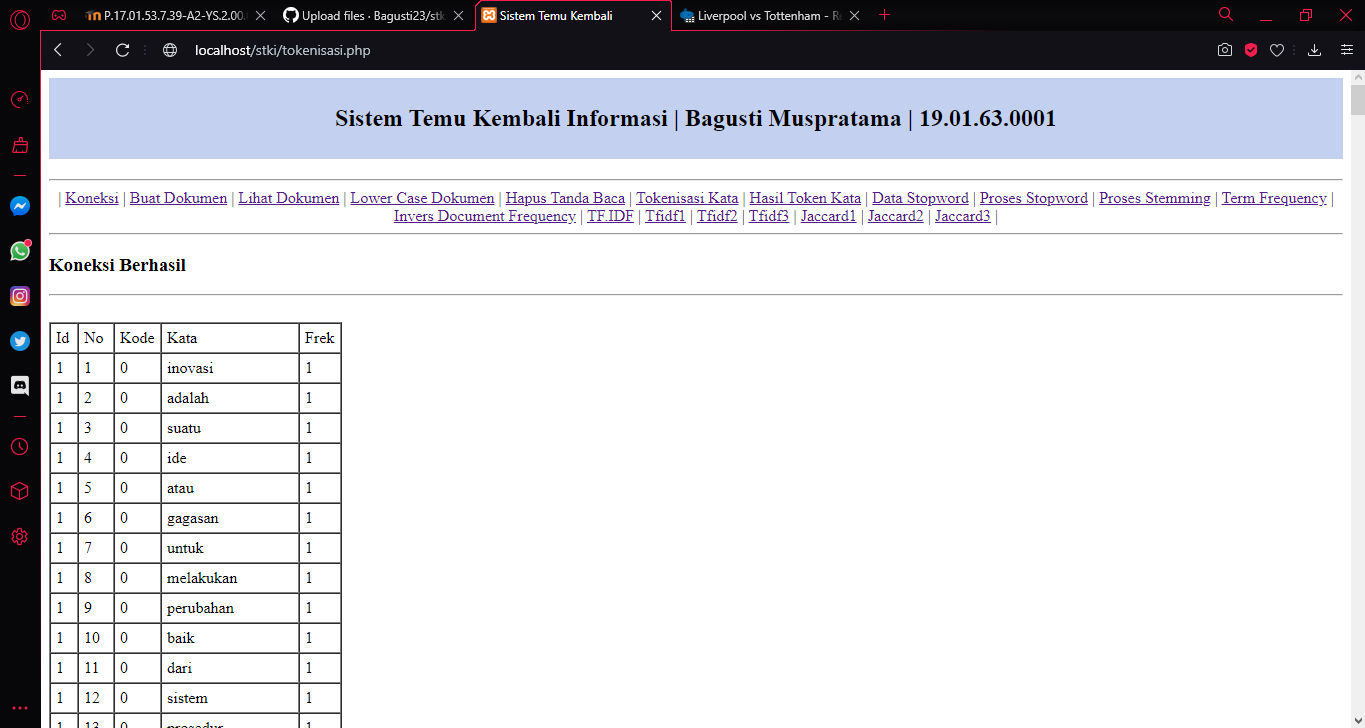 P.17.01.53.7.39-A2-YS.2.00. Upload files · Bagusti23/stk Sistem Temu Kembali Liverpool vs Tottenham - R
localhost/stki/tokenisasi.php
Sistem Temu Kembali Informasi | Bagusti Muspratama | 19.01.63.0001
| Koneksi | Buat Dokumen | Lihat Dokumen | Lower Case Dokumen | Hapus Tanda Baca | Tokenisasi Kata | Hasil Token Kata | Data Stopword | Proses Stopword | Proses Stemming | Term Frequency |
Invers Document Frequency | TF.IDF | Tfidf1 | Tfidf2 | Tfidf3 | Jaccard1 | Jaccard2 | Jaccard3 |
Koneksi Berhasil
Id No Kode Kata Frek
1 1 0 inovasi 1
1 2 0 adalah 1
1 3 0 suatu 1
1 4 0 ide 1
1 5 0 atau 1
1 6 0 gagasan 1
1 7 0 untuk 1
1 8 0 melakukan 1
1 9 0 perubahan 1
1 10 0 baik 1
1 11 0 dari 1
1 12 0 sistem 1
1 13 0 prosedur 1